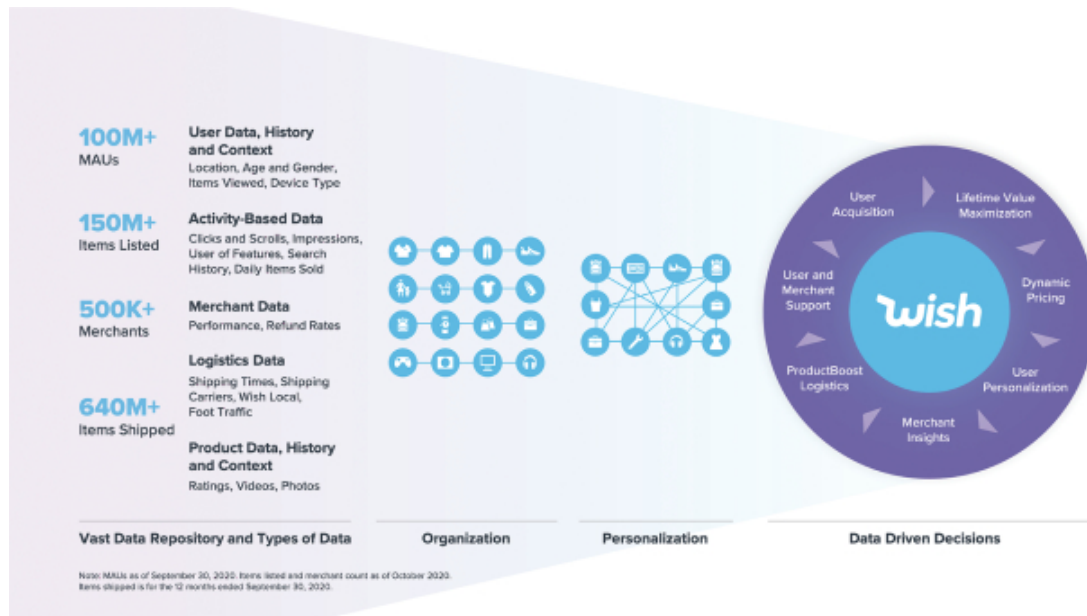 100M+
MAUs
User Data, History
and Context
Location, Age and Gender,
Items Viewed, Device Type
150M+
Items Listed
Activity-Based Data
Clicks and Scrolls, Impressions,
User of Features, Search
History, Daily Items Sold
500K+
Merchants
Merchant Data
Performance, Refund Rates
640M+
Items Shipped
Logistics Data
Shipping Times, Shipping
Carriers, Wish Local,
Foot Traffic
Product Data, History
and Context
Ratings, Videos, Photos
wish
User
Acquisition
Lifetime Value
Maximization
Dynamic
Pricing
User
Personalization
Merchant
Insights
ProductBoost
Logistics
User and
Merchant
Support
Vast Data Repository and Types of Data
Organization
Personalization
Data Driven Decisions
Note: MAUs as of September 30, 2020. Items listed and merchant count as of October 2020.
Items shipped is for the 12 months ended September 30, 2020.